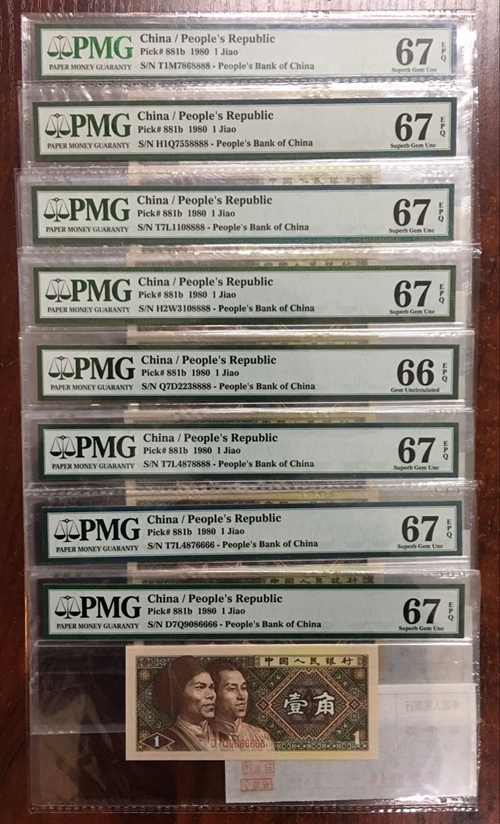 PMG
PAPER MONEY GUARANTY
China / People's Republic
Pick# 881b 1980 1 Jiao
S/N T1M7868888 - People's Bank of China
67 EPQ
Superb Gem Unc
PMG
PAPER MONEY GUARANTY
China / People's Republic
Pick# 881b 1980 1 Jiao
S/N H1Q7558888 - People's Bank of China
67 EPQ
Superb Gem Unc
中国人民银行
PMG
PAPER MONEY GUARANTY
China / People's Republic
Pick# 881b 1980 1 Jiao
S/N T7L1108888 - People's Bank of China
67 EPQ
Superb Gem Unc
PMG
PAPER MONEY GUARANTY
China / People's Republic
Pick# 881b 1980 1 Jiao
S/N H2W3108888 - People's Bank of China
67 EPQ
Superb Gem Unc
PMG
PAPER MONEY GUARANTY
China / People's Republic
Pick# 881b 1980 1 Jiao
S/N Q7D2238888 - People's Bank of China
66 EPQ
Gem Uncirculated
PMG
PAPER MONEY GUARANTY
China / People's Republic
Pick# 881b 1980 1 Jiao
S/N T7L4878888 - People's Bank of China
67 EPQ
Superb Gem Unc
PMG
PAPER MONEY GUARANTY
China / People's Republic
Pick# 881b 1980 1 Jiao
S/N T7L4876666 - People's Bank of China
67 EPQ
Superb Gem Unc
PMG
PAPER MONEY GUARANTY
China / People's Republic
Pick# 881b 1980 1 Jiao
S/N D7Q9086666 - People's Bank of China
67 EPQ
Superb Gem Unc
中国人民银行
壹角
1
1